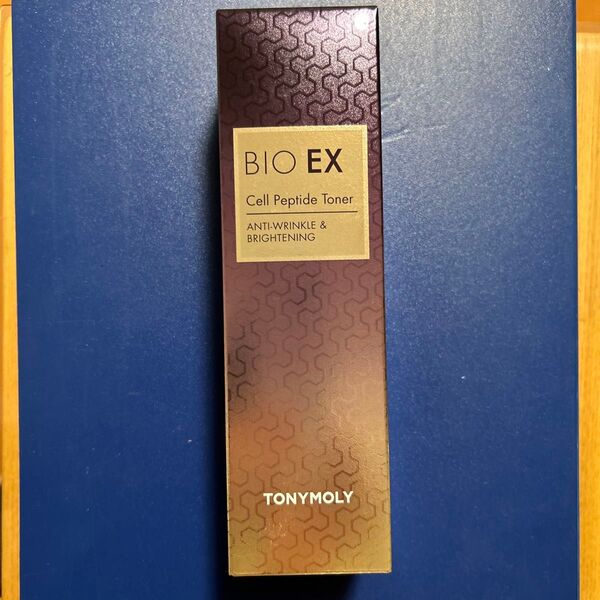 BIO EX
Cell Peptide Toner
ANTI-WRINKLE &
BRIGHTENING
TONYMOLY